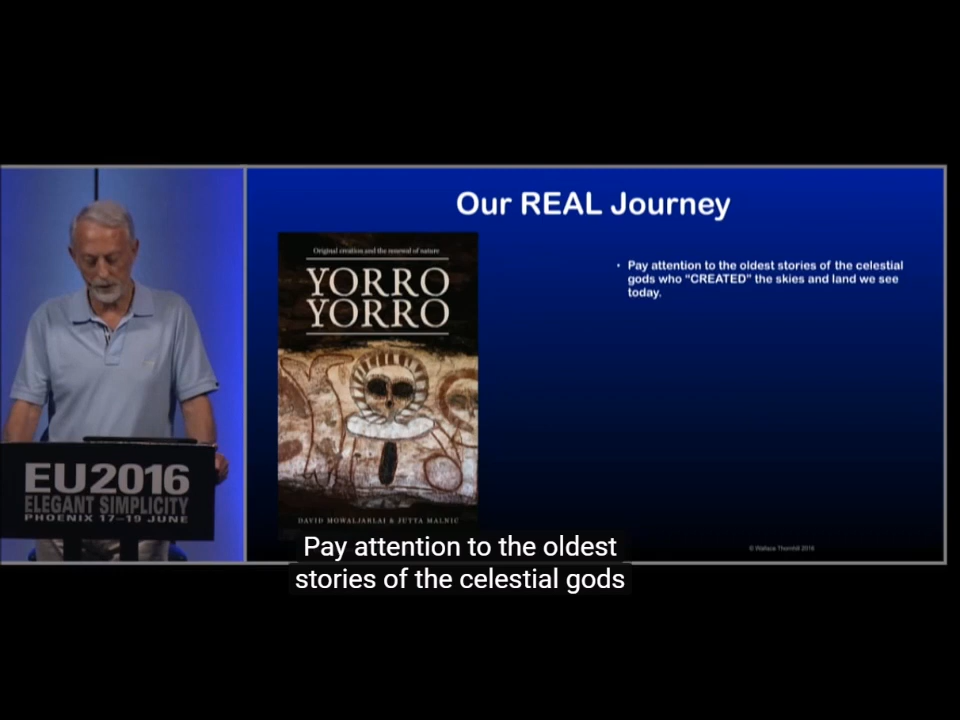 Our REAL Journey
Original creation and the renewal of nature
YORRO
YORRO
DAVID MOWALJARLAI & JUTTA MALNIC
• Pay attention to the oldest stories of the celestial
gods who “CREATED” the skies and land we see
today.
© Wallace Thornhill 2016
EU2016
ELEGANT SIMPLICITY
PHOENIX 17–19 JUNE
Pay attention to the oldest
stories of the celestial gods